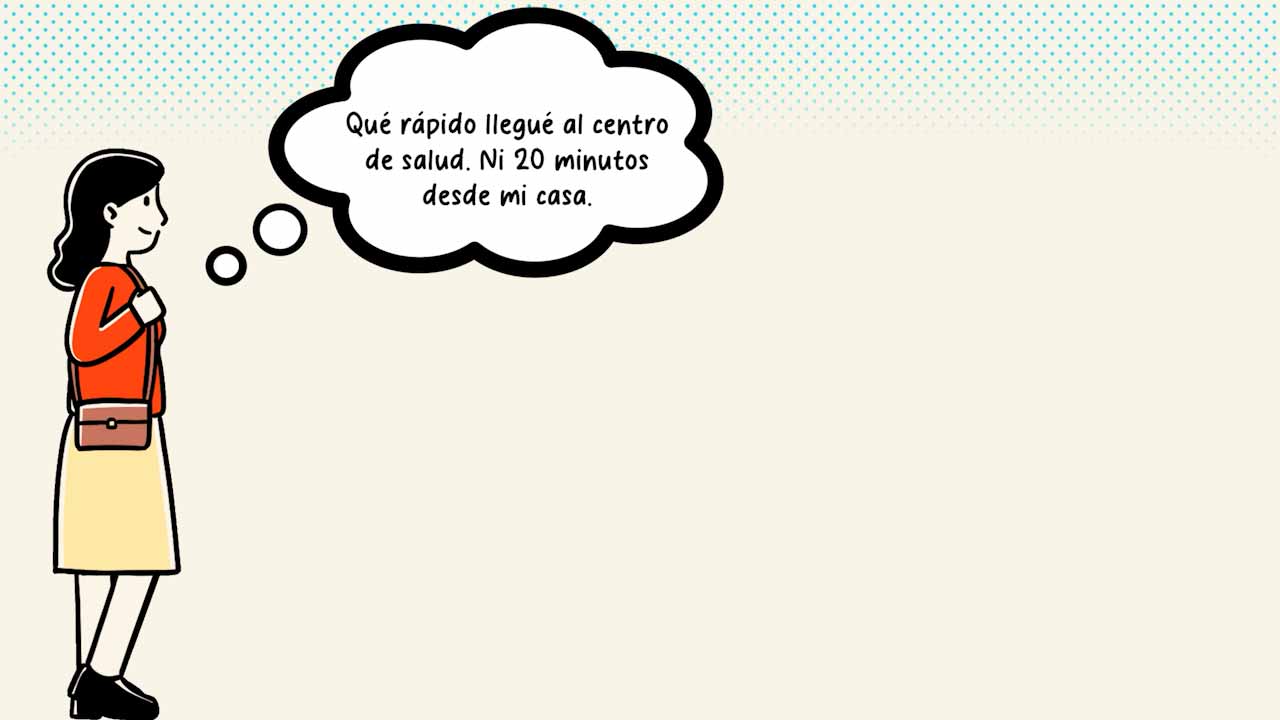 Qué rápido llegué al centro
de salud. Ni 20 minutos
desde mi casa.